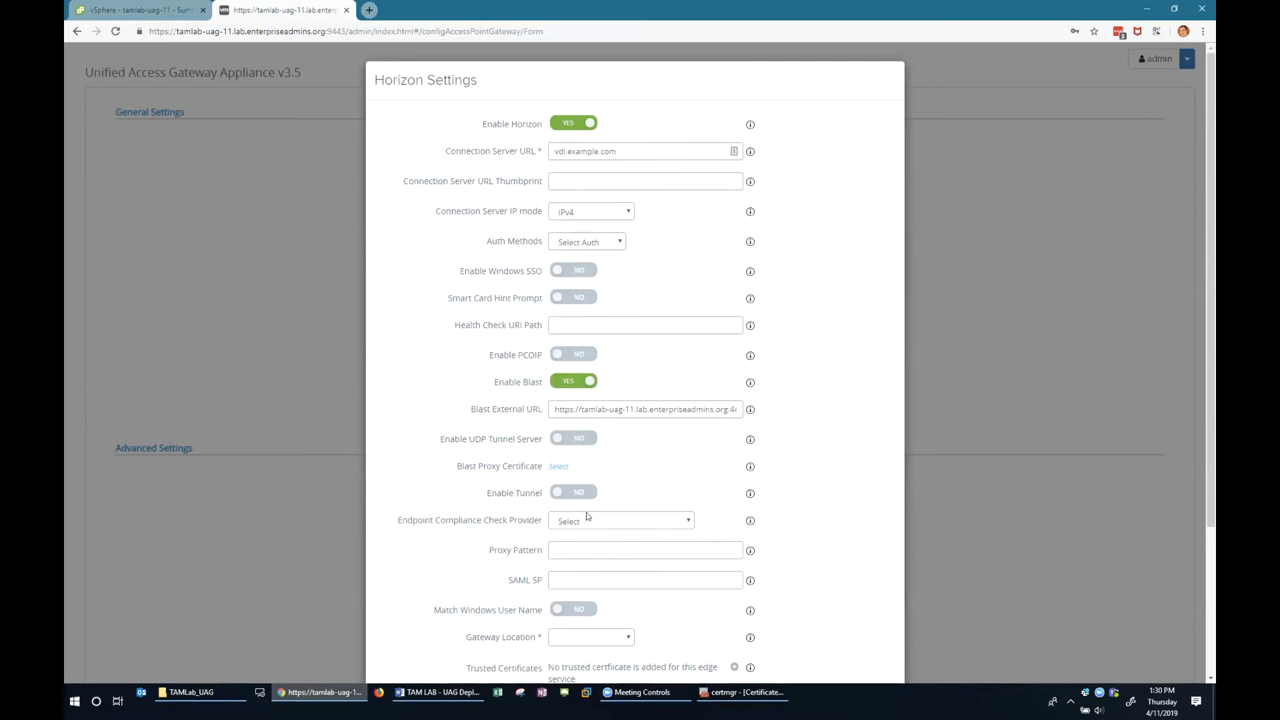 vSphere - tamlab-uag-11 - Sum
https://tamlab-uag-11.lab.enterp
https://tamlab-uag-11.lab.enterpriseadmins.org:9443/admin/index.html#/configAccessPointGateway/Form
Unified Access Gateway Appliance v3.5
admin
General Settings
Advanced Settings
Horizon Settings
Enable Horizon YES
Connection Server URL * vdi.example.com
Connection Server URL Thumbprint
Connection Server IP mode IPv4
Auth Methods Select Auth
Enable Windows SSO NO
Smart Card Hint Prompt NO
Health Check URI Path
Enable PCOIP NO
Enable Blast YES
Blast External URL https://tamlab-uag-11.lab.enterpriseadmins.org:44
Enable UDP Tunnel Server NO
Blast Proxy Certificate Select
Enable Tunnel NO
Endpoint Compliance Check Provider Select
Proxy Pattern
SAML SP
Match Windows User Name NO
Gateway Location *
Trusted Certificates No trusted certfiicate is added for this edge
service
TAMLab_UAG
https://tamlab-uag-1...
TAM LAB - UAG Depl...
Meeting Controls
certmgr - [Certificate...
1:30 PM
Thursday
4/11/2019